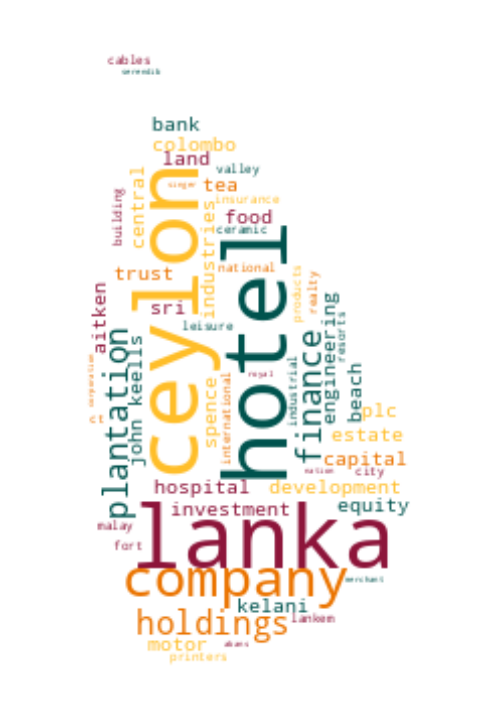 cables
serendib
bank
colombo
land
valley
central
ceylon
singer
tea
insurance
building
industries
food
ceramic
hotel
trust
national
products
realty
aitken
sri
leisure
engineering
resorts
plantation
john keells
corporation
spence
international
royal
industrial
finance
beach
plc
estate
capital
nation
city
hospital
development
investment
equity
lanka
malay
fort
company
merchant
kelani
holdings
lankem
motor
abans
printers